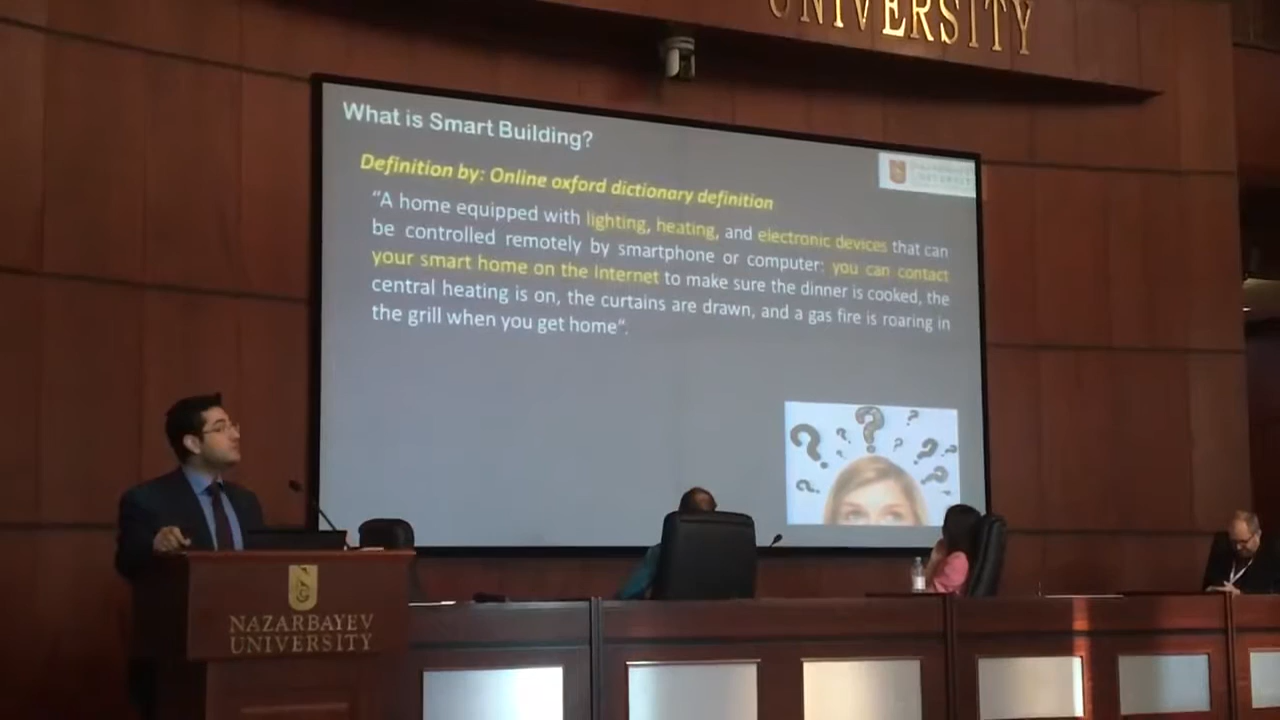 UNIVERSITY
What is Smart Building?
Definition by: Online oxford dictionary definition
“A home equipped with lighting, heating, and electronic devices that can
be controlled remotely by smartphone or computer: you can contact
your smart home on the Internet to make sure the dinner is cooked, the
central heating is on, the curtains are drawn, and a gas fire is roaring in
the grill when you get home“.
? ? ? ? ? ? ? ? ?
NAZARBAYEV
UNIVERSITY